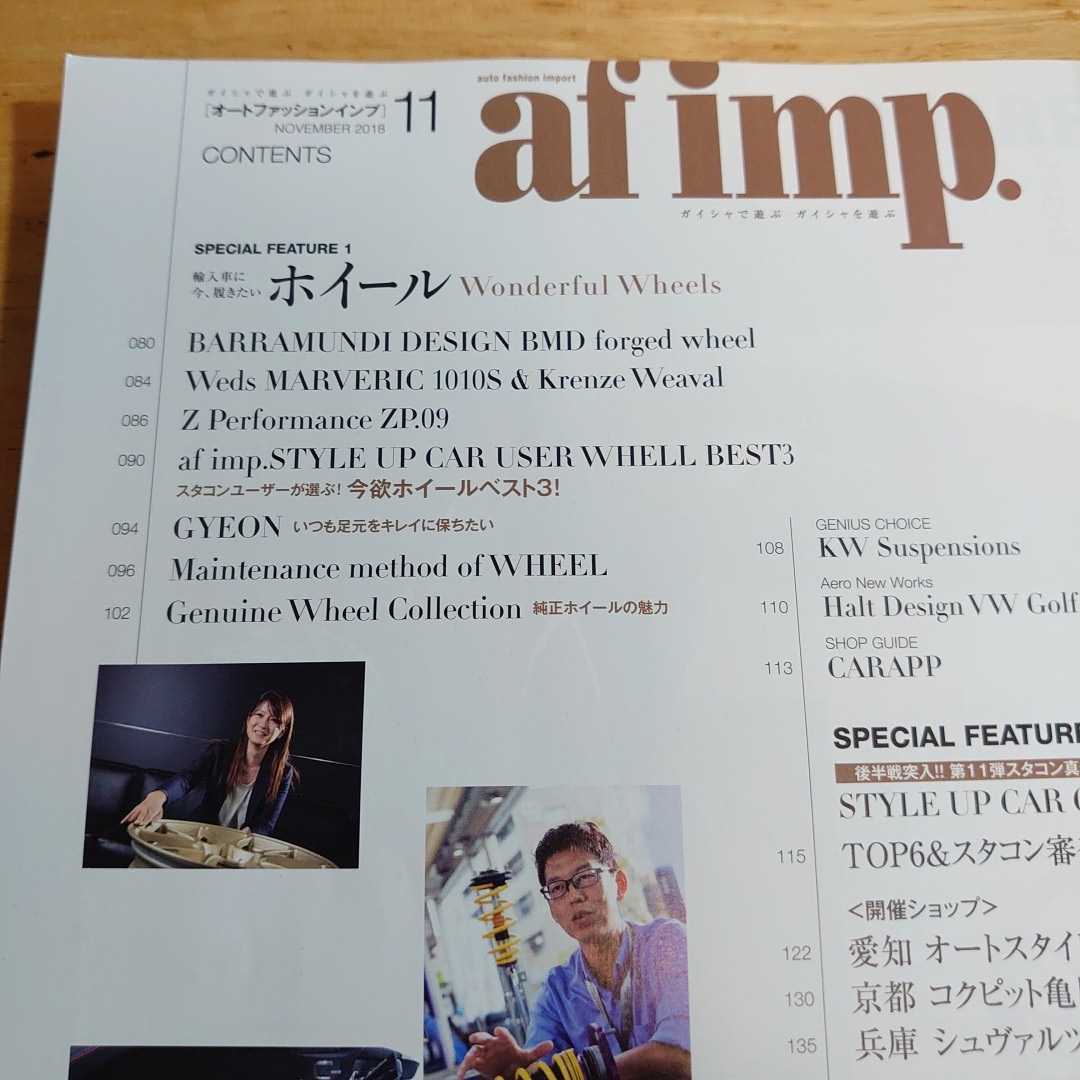 auto fashion import
af imp.
ガイシャで遊ぶ ガイシャを遊ぶ
ガイシャで遊ぶ ガイシャを遊ぶ
[オートファッションインプ]
NOVEMBER 2018
11
CONTENTS
SPECIAL FEATURE 1
輸入車に
今、履きたい
ホイール Wonderful Wheels
080 BARRAMUNDI DESIGN BMD forged wheel
084 Weds MARVERIC 1010S & Krenze Weaval
086 Z Performance ZP.09
090 af imp.STYLE UP CAR USER WHELL BEST3
スタコンユーザーが選ぶ! 今欲ホイールベスト3!
094 GYEON いつも足元をキレイに保ちたい
096 Maintenance method of WHEEL
102 Genuine Wheel Collection 純正ホイールの魅力
GENIUS CHOICE
108 KW Suspensions
Aero New Works
110 Halt Design VW Golf
SHOP GUIDE
113 CARAPP
SPECIAL FEATURE
後半戦突入!! 第11弾スタコン真
STYLE UP CAR
115 TOP6&スタコン審
<開催ショップ>
122 愛知 オートスタイ
130 京都 コクピット亀
135 兵庫 シュヴァルツ